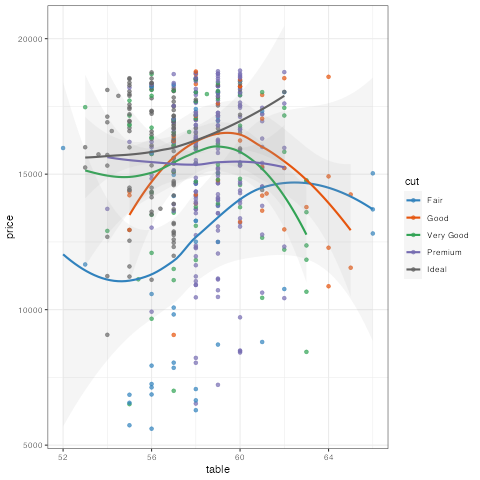 20000
15000
10000
5000
price
52
56
60
64
table
cut
Fair
Good
Very Good
Premium
Ideal